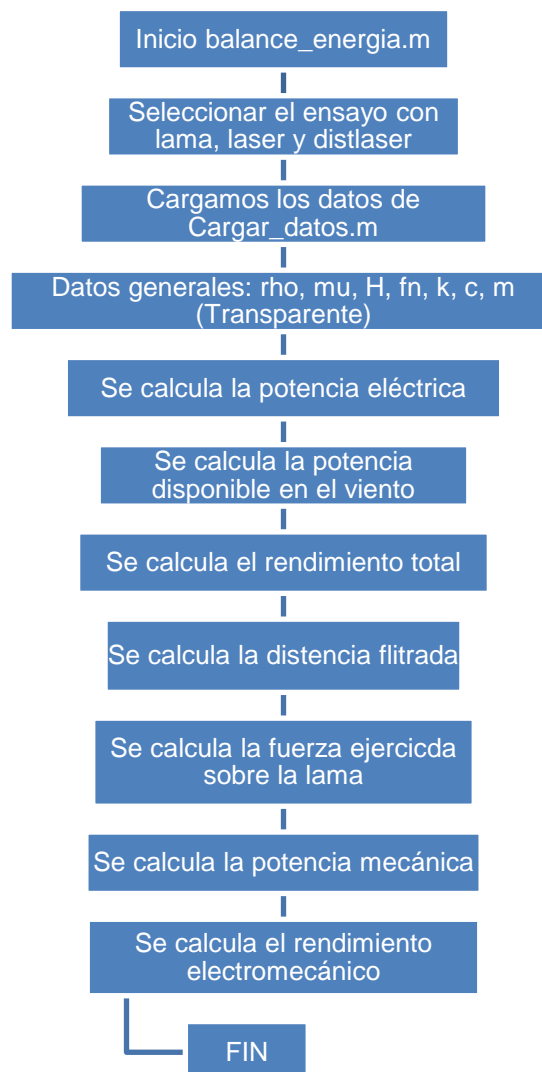 Inicio balance_energia.m
Seleccionar el ensayo con
lama, laser y distlaser
Cargamos los datos de
Cargar_datos.m
Datos generales: rho, mu, H, fn, k, c, m
(Transparente)
Se calcula la potencia eléctrica
Se calcula la potencia
disponible en el viento
Se calcula el rendimiento total
Se calcula la distencia flitrada
Se calcula la fuerza ejercicda
sobre la lama
Se calcula la potencia mecánica
Se calcula el rendimiento
electromecánico
FIN